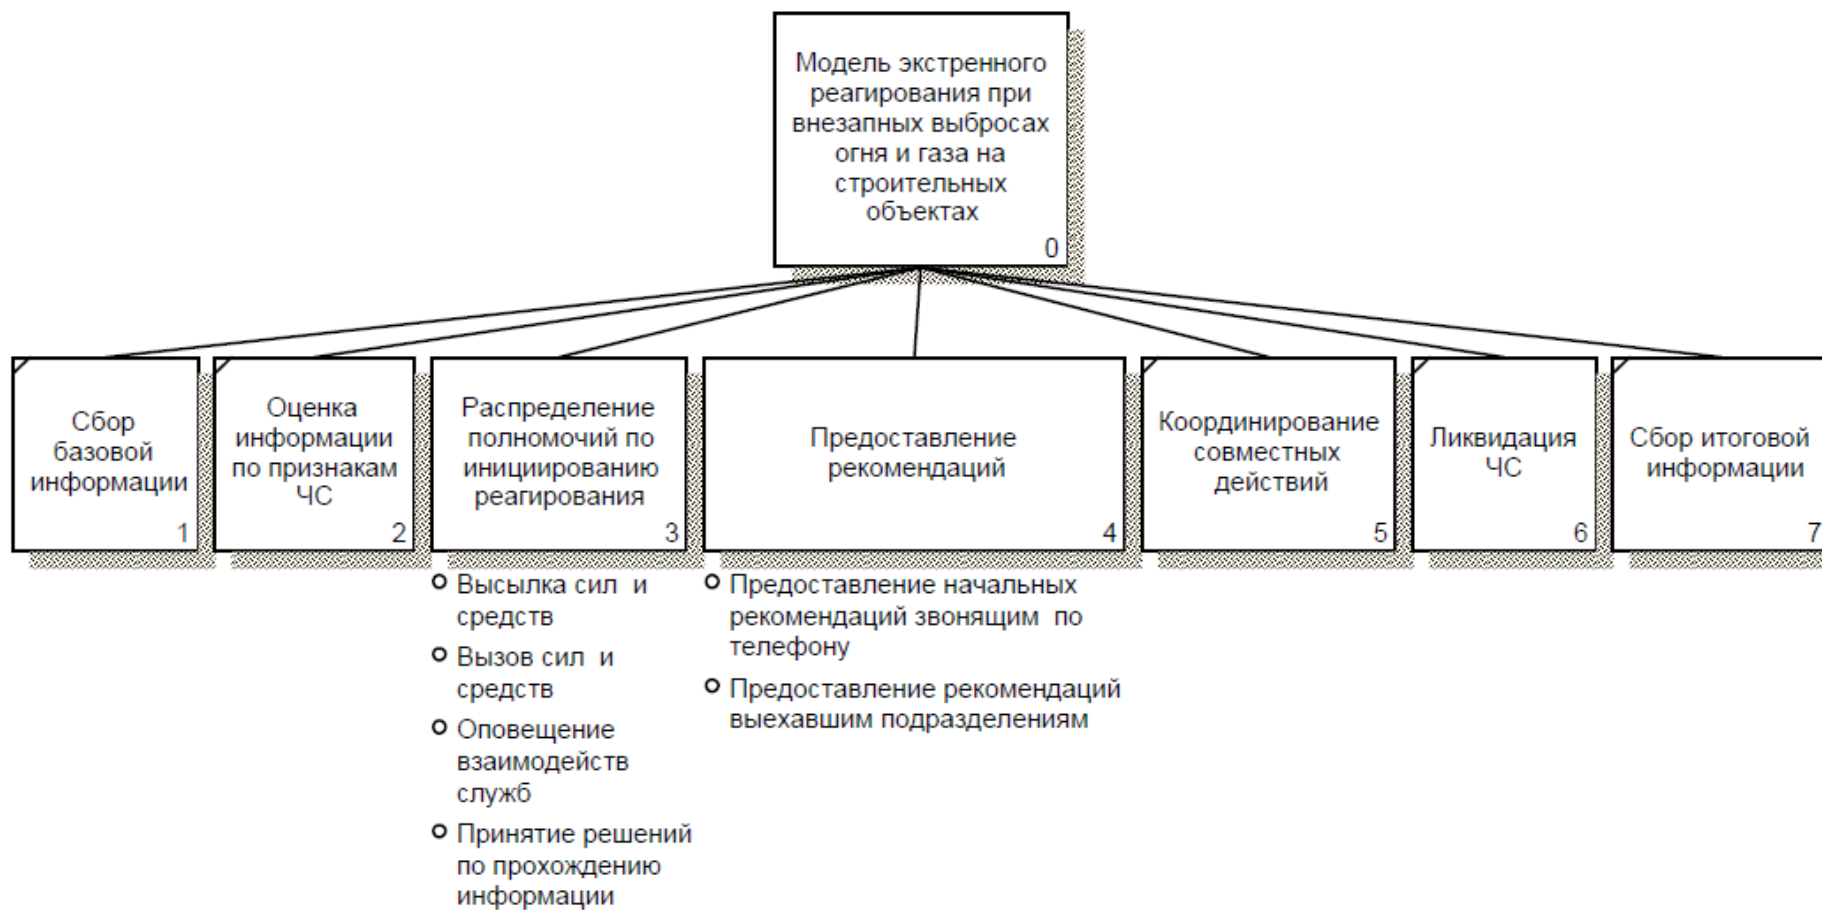 Модель экстренного
реагирования при
внезапных выбросах
огня и газа на
строительных
объектах
0
Сбор
базовой
информации
1
Оценка
информации
по признакам
ЧС
2
Распределение
полномочий по
инициированию
реагирования
3
Предоставление
рекомендаций
4
Координирование
совместных
действий
5
Ликвидация
ЧС
6
Сбор итоговой
информации
7
Высылка сил и
средств
Вызов сил и
средств
Оповещение
взаимодейств
служб
Принятие решений
по прохождению
информации
Предоставление начальных
рекомендаций звонящим по
телефону
Предоставление рекомендаций
выехавшим подразделениям